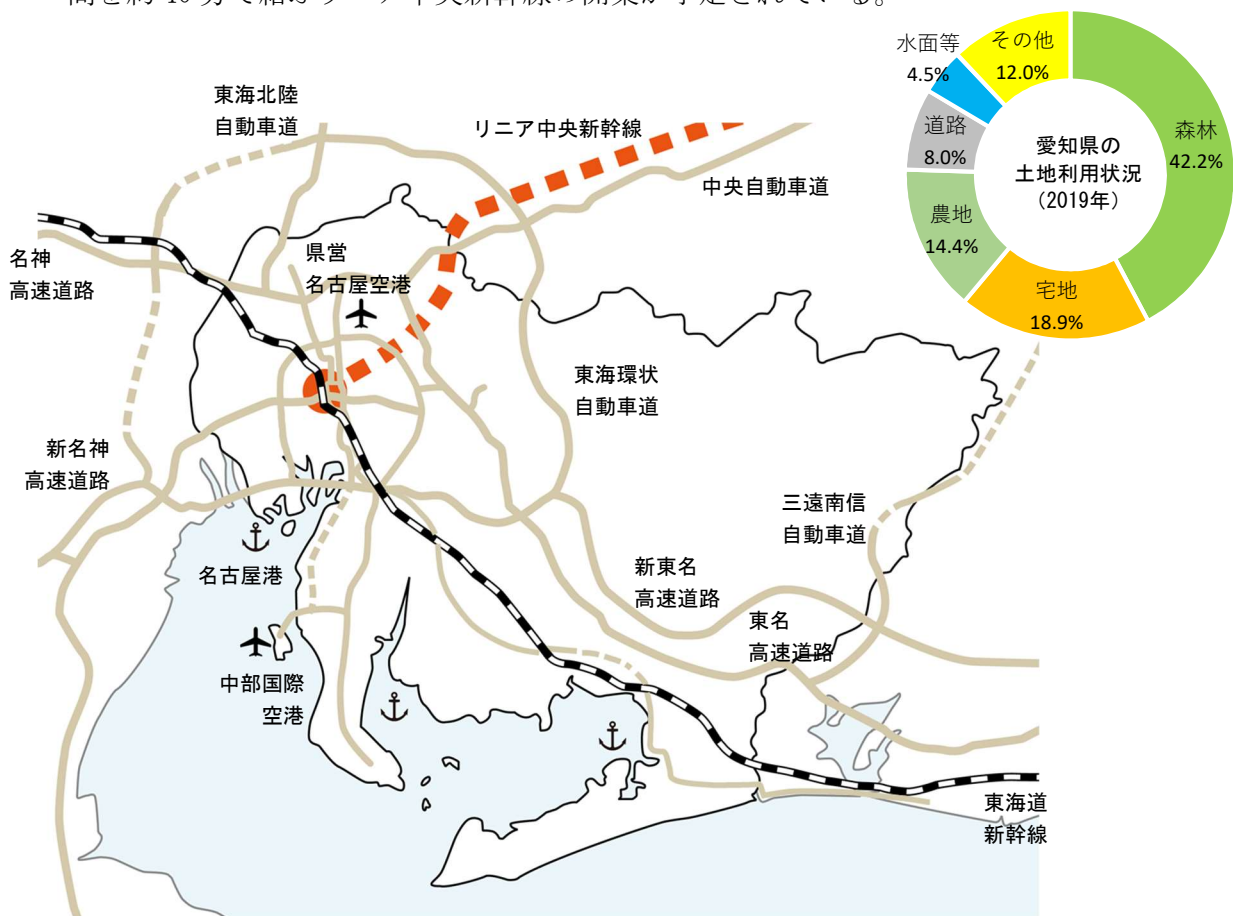 水面等
4.5%
その他
12.0%
森林
42.2%
道路
8.0%
農地
14.4%
宅地
18.9%
愛知県の
土地利用状況
(2019年)
東海北陸
自動車道
リニア中央新幹線
中央自動車道
名神
高速道路
県営
名古屋空港
東海環状
自動車道
新名神
高速道路
三遠南信
自動車道
名古屋港
新東名
高速道路
東名
高速道路
中部国際
空港
東海道
新幹線